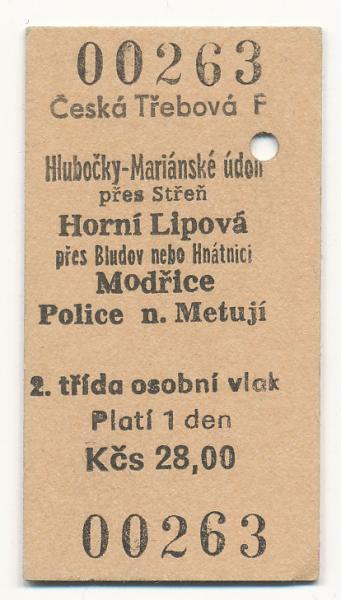 00263
Česká Třebová F
Hlubočky-Mariánské údolí
přes Střeň
Horní Lipová
přes Bludov nebo Hnátnici
Modřice
Police n. Metují
2. třída osobní vlak
Platí 1 den
Kčs 28,00
00263